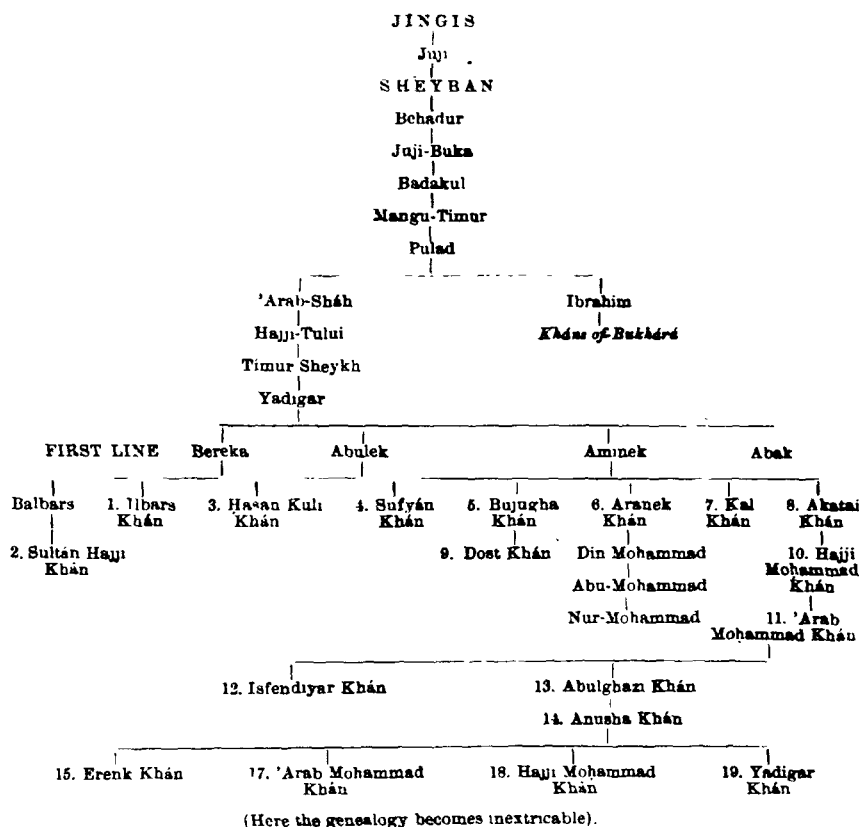 JINGIS
Juji
SHEYBAN
Behadur
Juji-Buka
Badakul
Mangu-Timur
Pulad
'Arab-Sháh Ibrahim
Hajji-Tului Kháns of Bukhárá
Timur Sheykh
Yadigar
FIRST LINE Bereka Abulek Aminek Abak
Balbars 1. Ilbars 3. Hasan Kuli 4. Sufyán 5. Bujugha 6. Aranek 7. Kal 8. Akatai
Khán Khán Khán Khán Khán Khán Khán
2. Sultán Hajji 9. Dost Khán Din Mohammad 10. Hajji
Khán Mohammad
Abu-Mohammad Khán
Nur-Mohammad 11. 'Arab
Mohammad Khán
12. Isfendiyar Khán 13. Abulghazi Khán
14. Anusha Khán
15. Erenk Khán 17. 'Arab Mohammad 18. Hajji Mohammad 19. Yadigar
Khán Khán Khán
(Here the genealogy becomes inextricable).